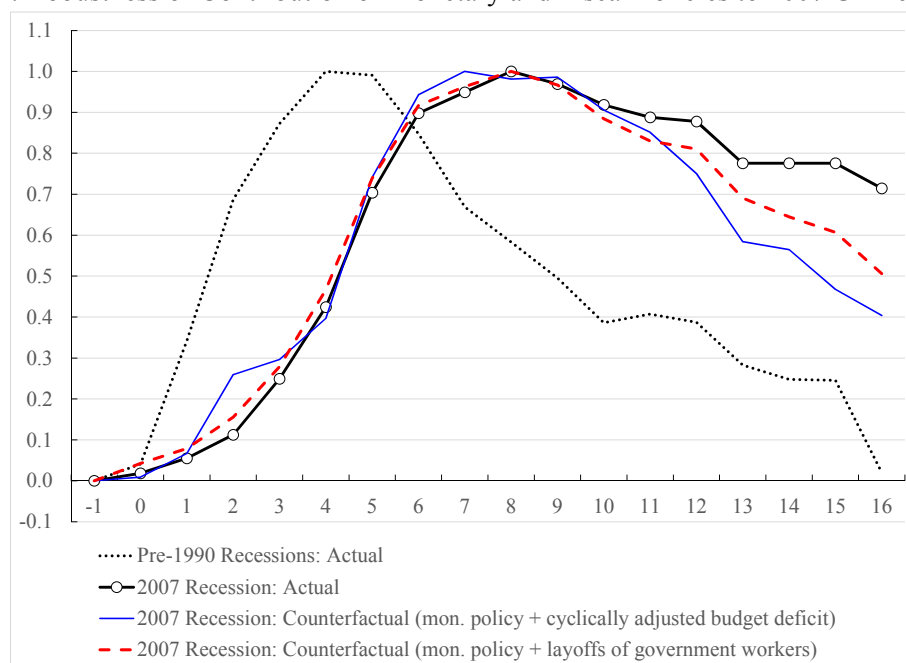 1.1
1.0
0.9
0.8
0.7
0.6
0.5
0.4
0.3
0.2
0.1
0.0
-0.1
-1 0 1 2 3 4 5 6 7 8 9 10 11 12 13 14 15 16
Pre-1990 Recessions: Actual
2007 Recession: Actual
2007 Recession: Counterfactual (mon. policy + cyclically adjusted budget deficit)
2007 Recession: Counterfactual (mon. policy + layoffs of government workers)